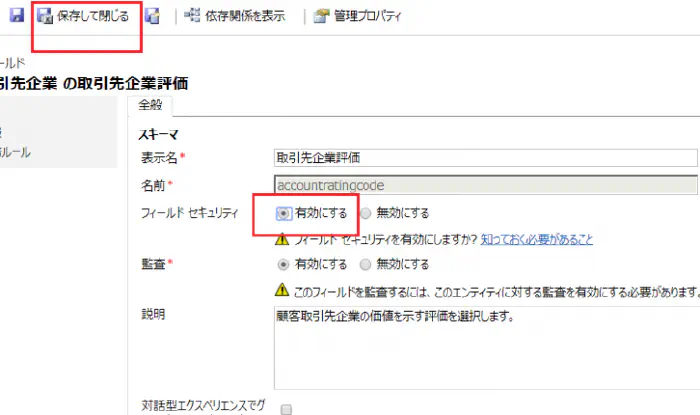 保存して閉じる 依存関係を表示 管理プロパティ
ールド
引先企業 の取引先企業評価
全般
スキーマ
表示名* 取引先企業評価
ルール
名前* accountratingcode
フィールド セキュリティ 有効にする 無効にする
フィールド セキュリティを有効にしますか? 知っておく必要があること
監査* 有効にする 無効にする
このフィールドを監査するには、このエンティティに対する監査を有効にする必要があります。
説明 顧客取引先企業の価値を示す評価を選択します。
対話型エクスペリエンスでグ